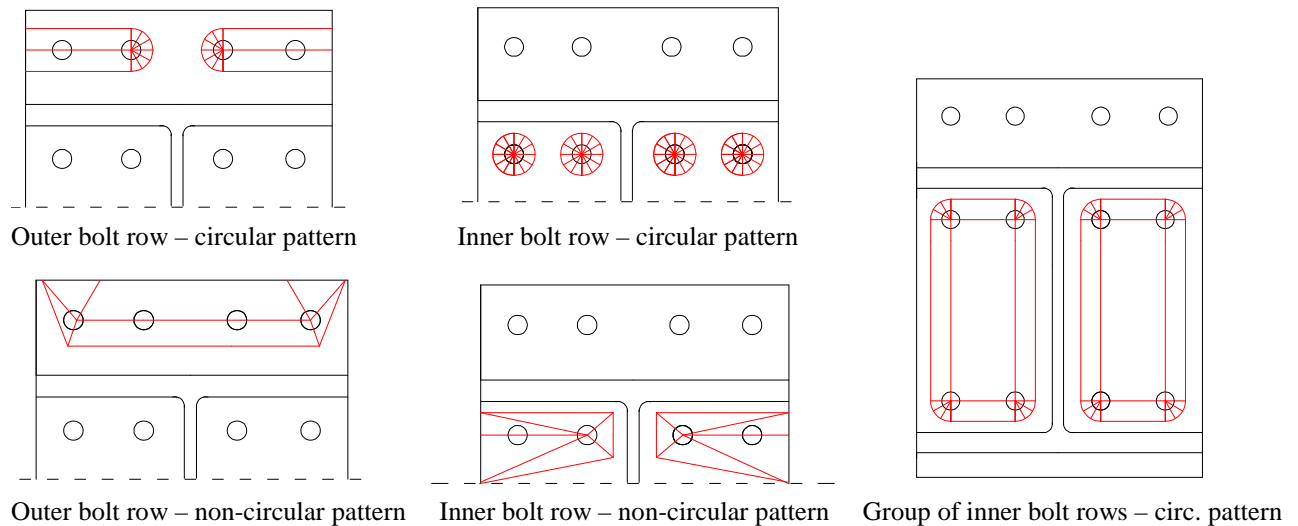 Outer bolt row – circular pattern
Inner bolt row – circular pattern
Outer bolt row – non-circular pattern
Inner bolt row – non-circular pattern
Group of inner bolt rows – circ. pattern